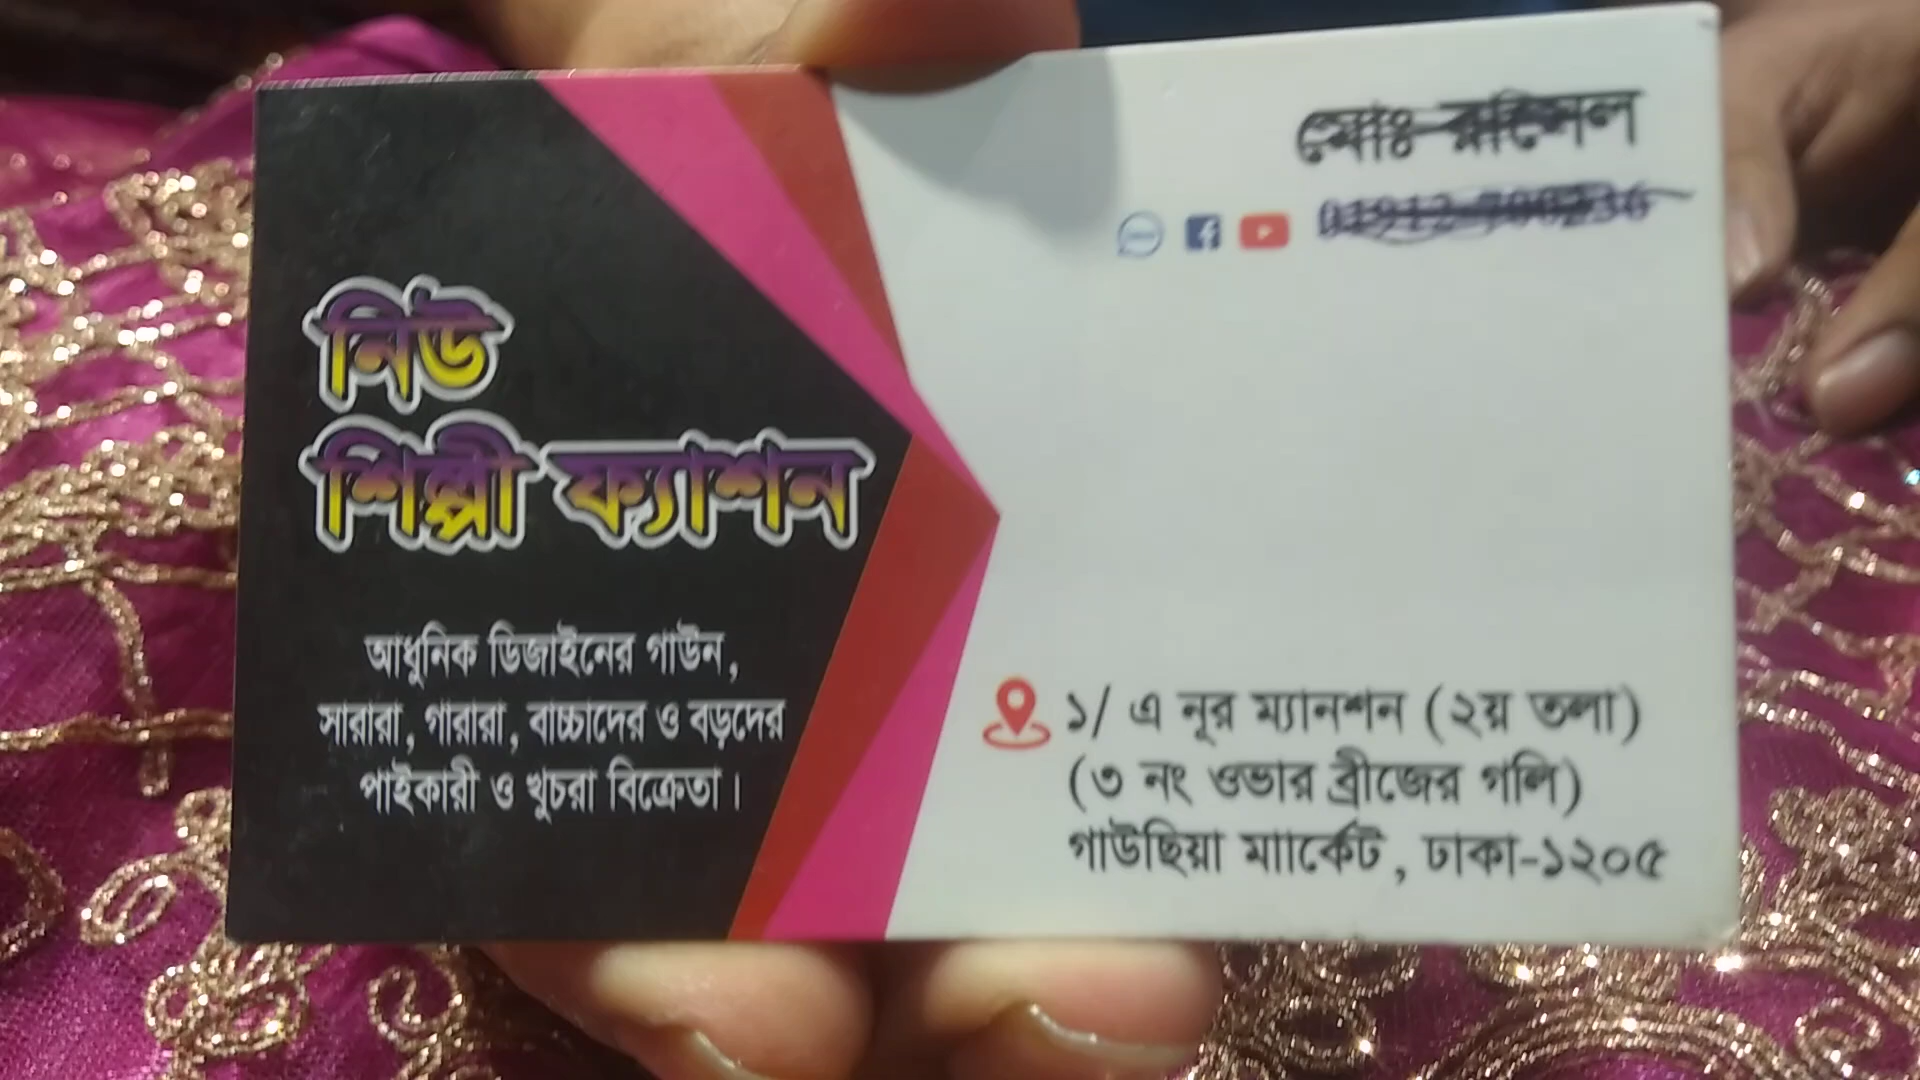 নিউ
শিল্পী ফ্যাশন
আধুনিক ডিজাইনের গাউন,
সারারা, গারারা, বাচ্চাদের ও বড়দের
পাইকারী ও খুচরা বিক্রেতা।
মোঃ
১/ এ নূর ম্যানশন (২য় তলা)
(৩ নং ওভার ব্রীজের গলি)
গাউছিয়া মাার্কেট, ঢাকা-১২০৫